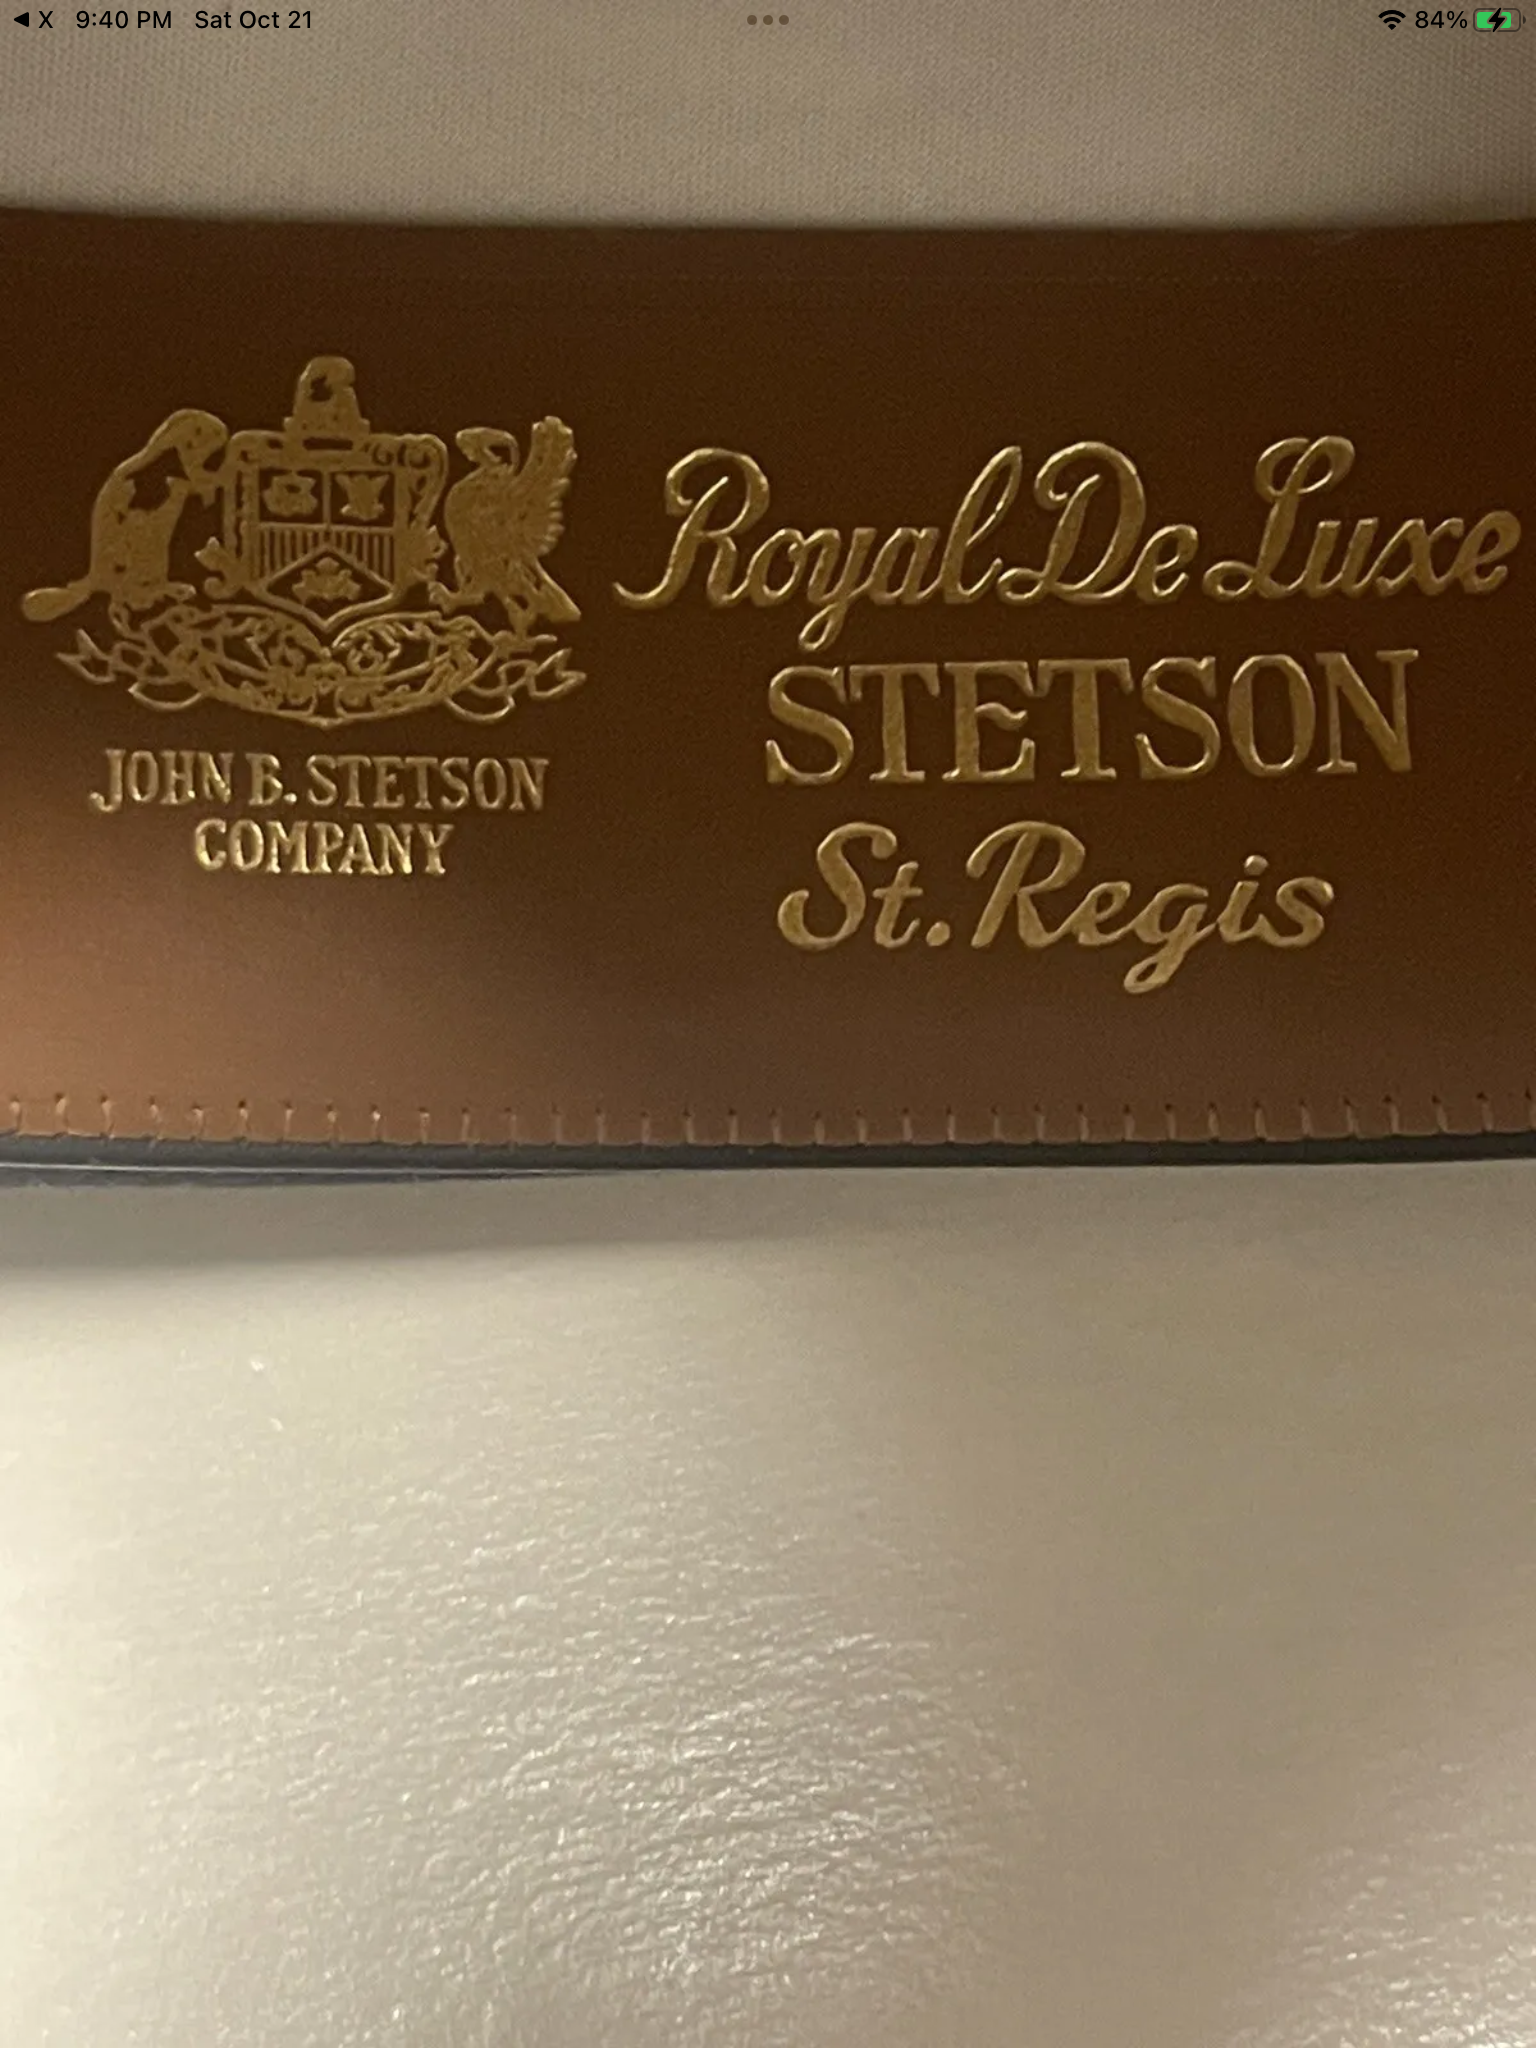 X 9:40 PM Sat Oct 21
84%
Royal De Luxe
STETSON
St. Regis
JOHN B. STETSON
COMPANY